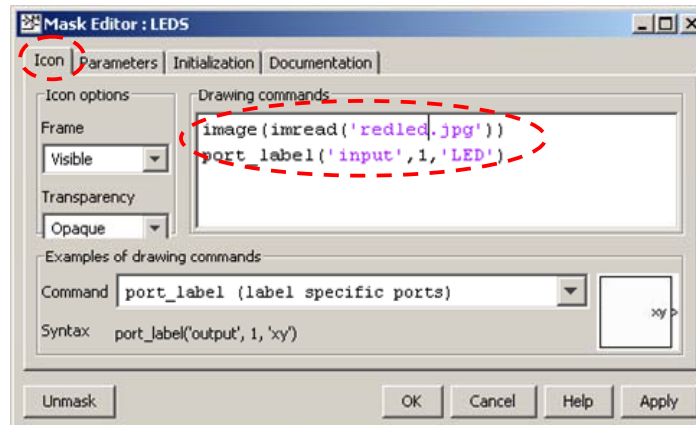 Mask Editor : LEDS
Icon Parameters Initialization Documentation
Icon options
Drawing commands
Frame
Visible
Transparency
Opaque
image(imread('redled.jpg'))
port_label('input',1,'LED')
Examples of drawing commands
Command port_label (label specific ports)
Syntax port_label('output', 1, 'xy')
xy
Unmask OK Cancel Help Apply